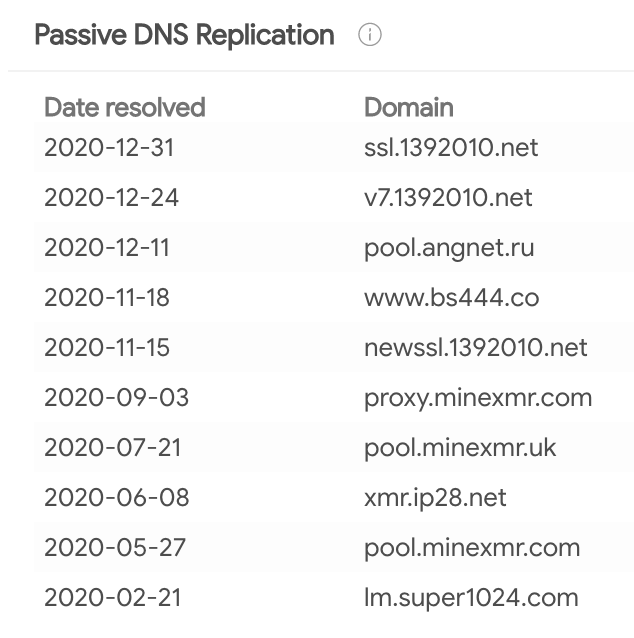 Passive DNS Replication
Date resolved Domain
2020-12-31 ssl.1392010.net
2020-12-24 v7.1392010.net
2020-12-11 pool.angnet.ru
2020-11-18 www.bs444.co
2020-11-15 newssl.1392010.net
2020-09-03 proxy.minexmr.com
2020-07-21 pool.minexmr.uk
2020-06-08 xmr.ip28.net
2020-05-27 pool.minexmr.com
2020-02-21 lm.super1024.com